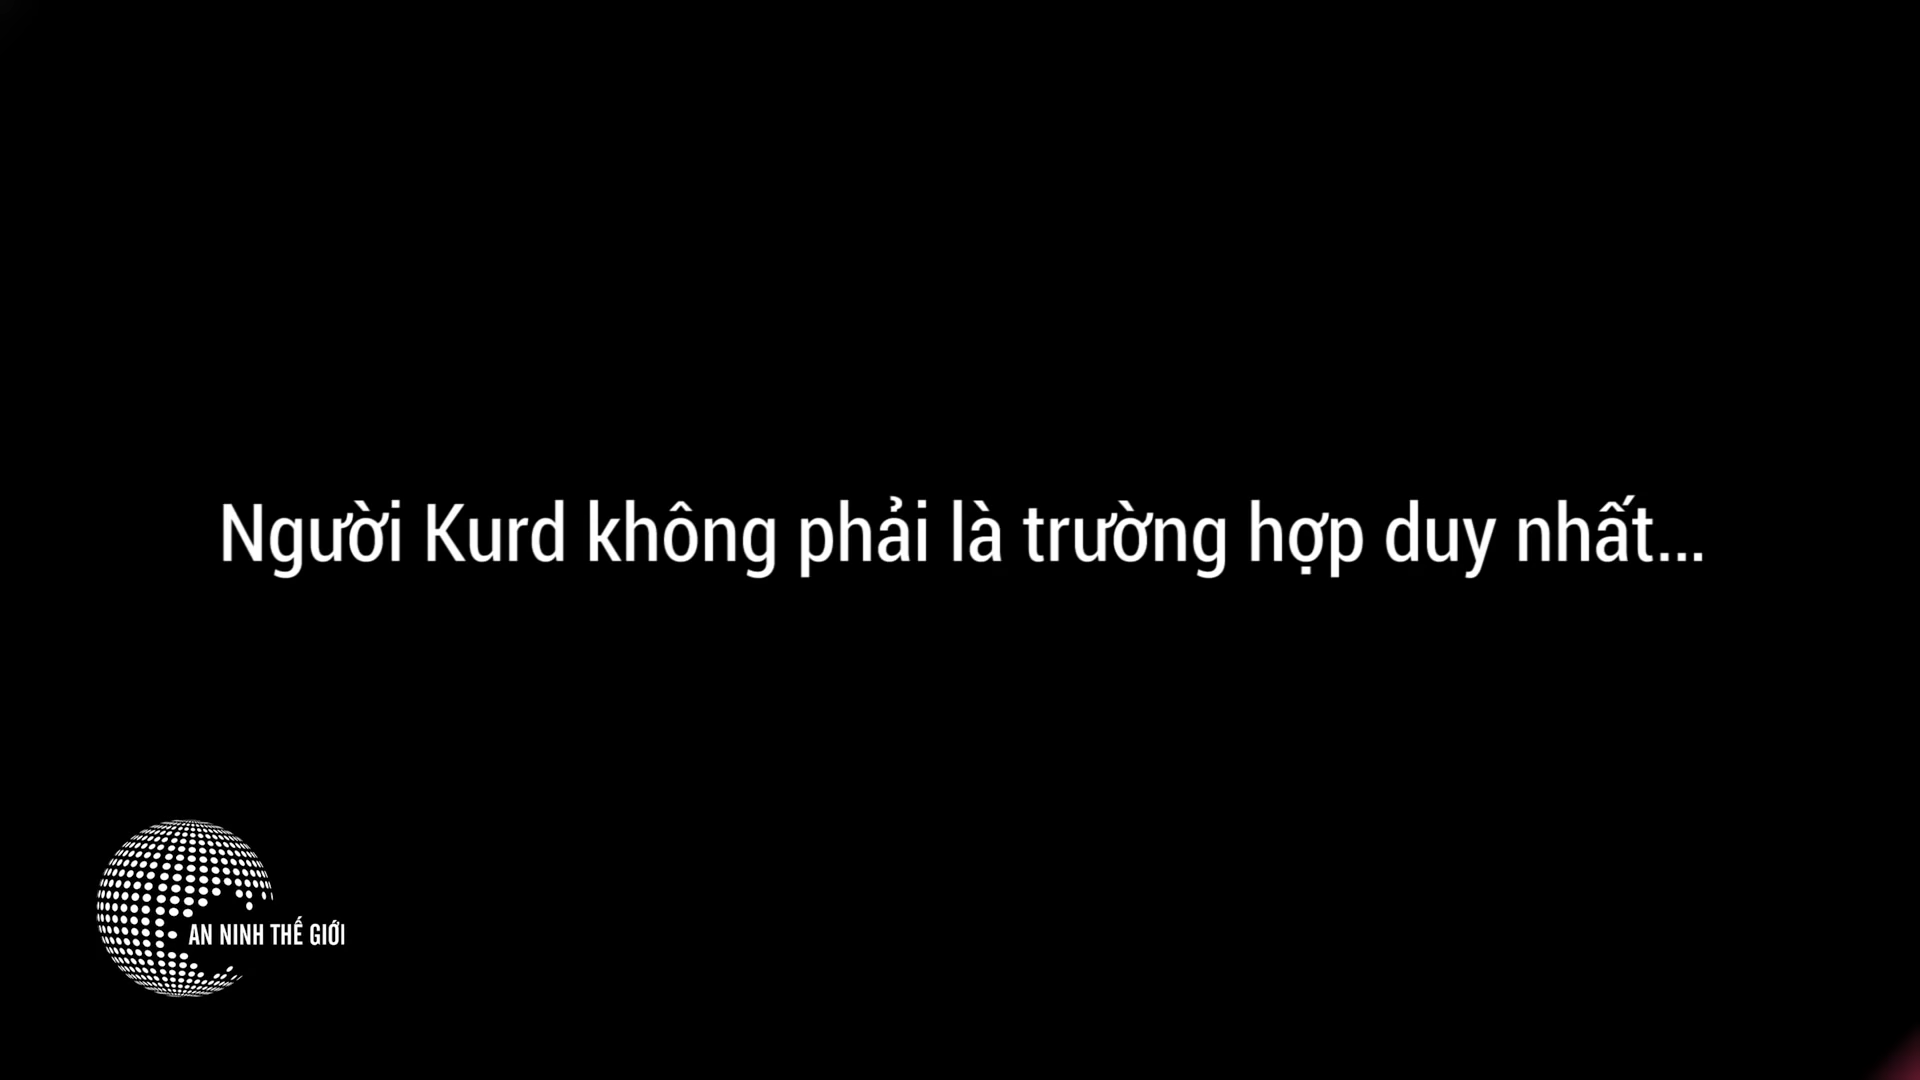 Người Kurd không phải là trường hợp duy nhất...
AN NINH THẾ GIỚI